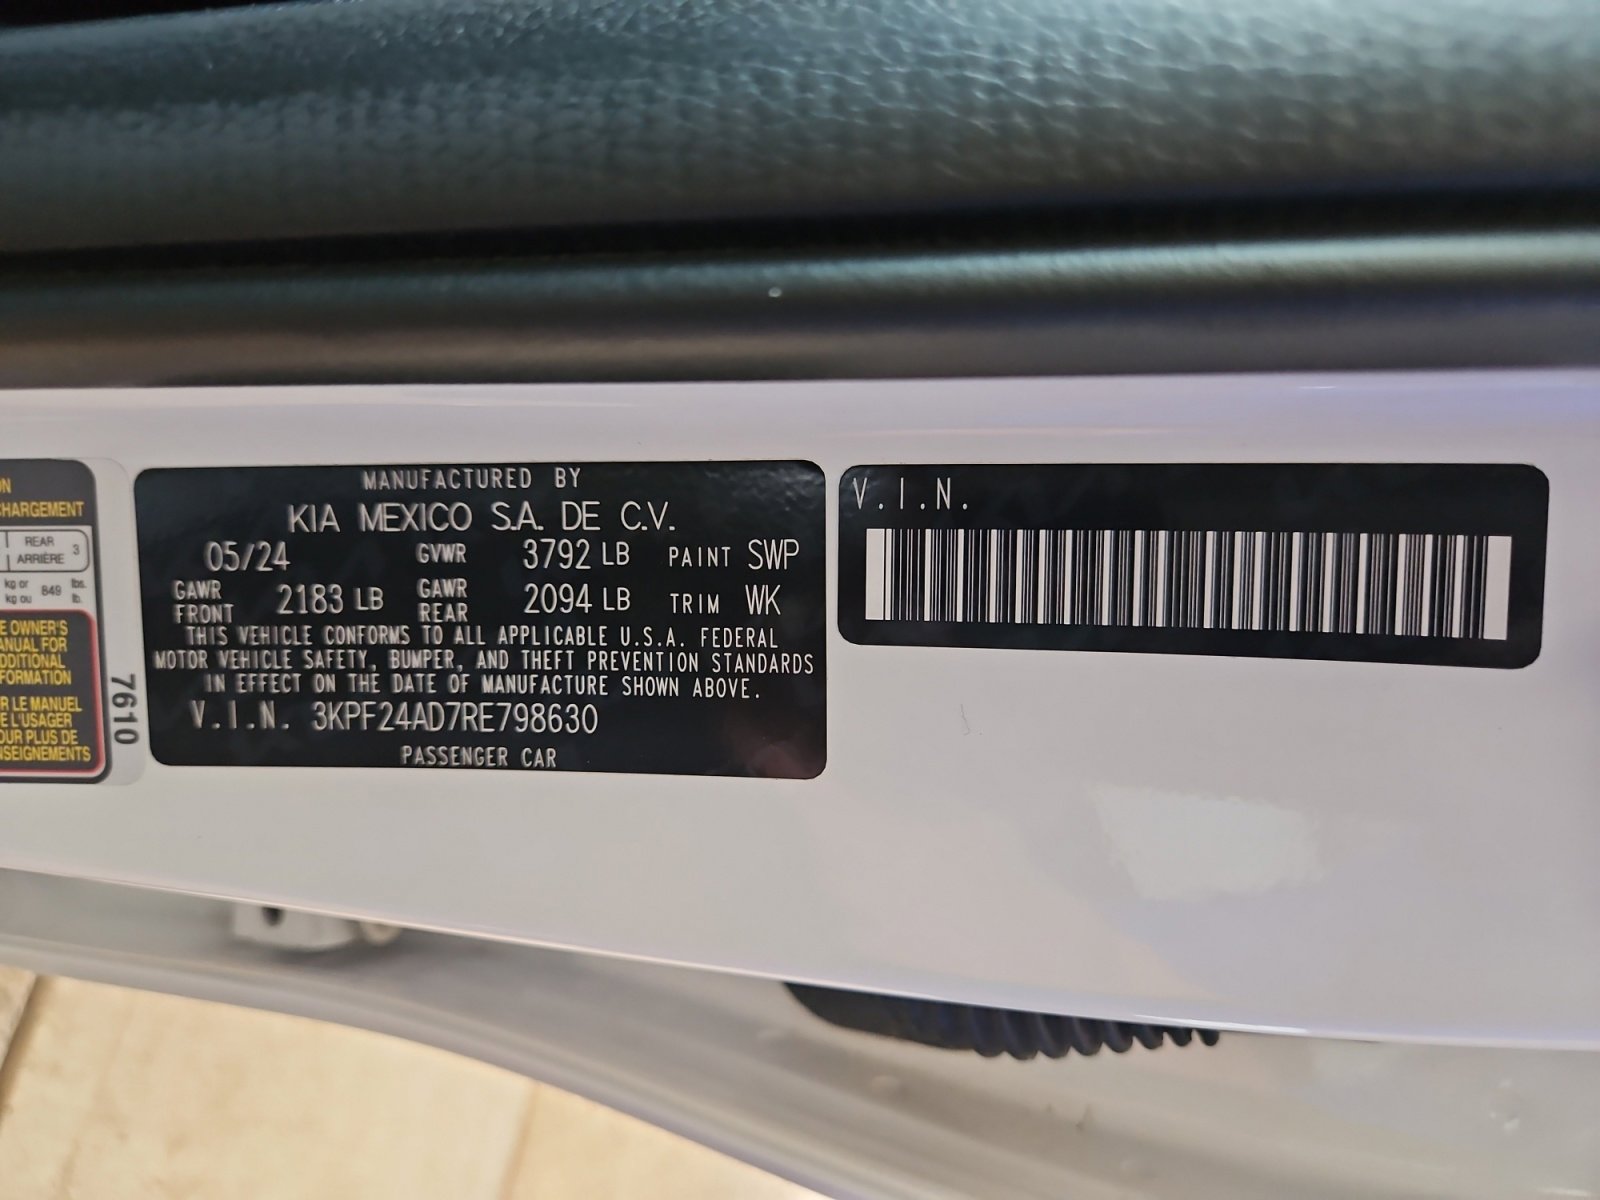 CHARGEMENT
REAR
ARRIÈRE
3
kg or 849 lbs.
kg ou lb.
E OWNER'S
ANUAL FOR
DDITIONAL
FORMATION
R LE MANUEL
E L'USAGER
OUR PLUS DE
NSEIGNEMENTS
7610
MANUFACTURED BY
KIA MEXICO S.A. DE C.V.
05/24 GVWR 3792 LB PAINT SWP
GAWR FRONT 2183 LB GAWR REAR 2094 LB TRIM WK
THIS VEHICLE CONFORMS TO ALL APPLICABLE U.S.A. FEDERAL
MOTOR VEHICLE SAFETY, BUMPER, AND THEFT PREVENTION STANDARDS
IN EFFECT ON THE DATE OF MANUFACTURE SHOWN ABOVE.
V.I.N. 3KPF24AD7RE798630
PASSENGER CAR
V.I.N.